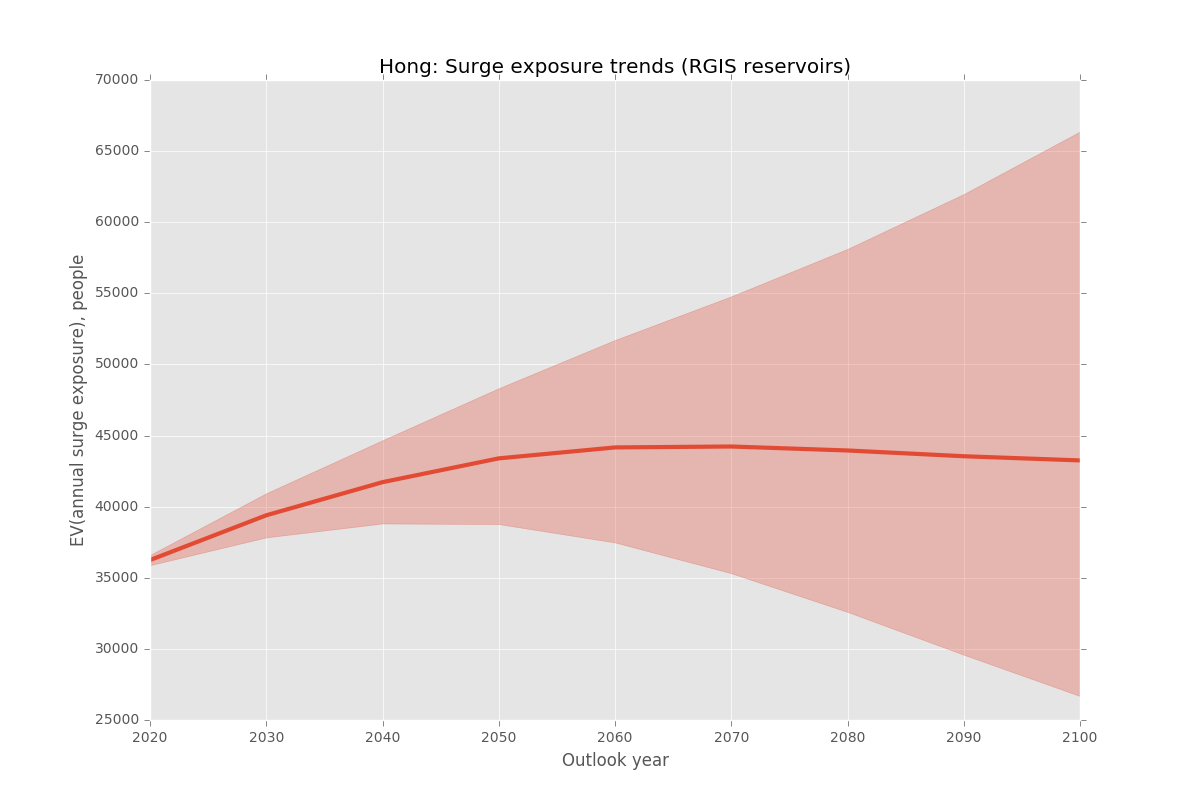 Hong: Surge exposure trends (RGIS reservoirs)
70000
65000
60000
55000
50000
45000
40000
35000
30000
25000
EV(annual surge exposure), people
2020 2030 2040 2050 2060 2070 2080 2090 2100
Outlook year